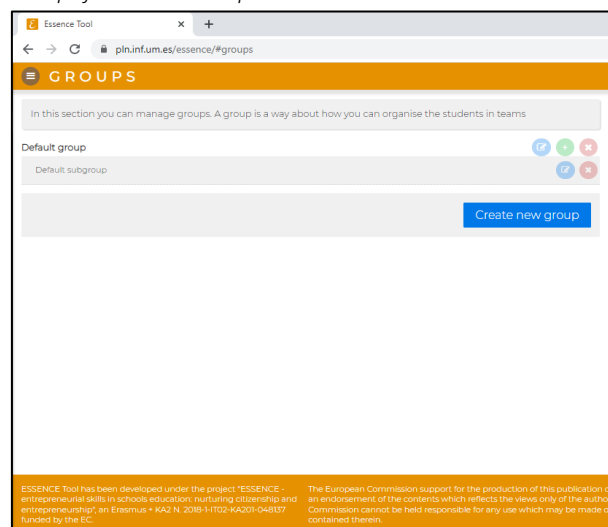 Essence Tool
pln.inf.um.es/essence/#groups
GROUPS
In this section you can manage groups. A group is a way about how you can organise the students in teams
Default group
Default subgroup
Create new group
ESSENCE Tool has been developed under the project "ESSENCE -
entrepreneurial skills in schools education: nurturing citizenship and
entrepreneurship", an Erasmus + KA2 N. 2018-1-IT02-KA201-048137
funded by the EC.
The European Commission support for the production of this publication
an endorsement of the contents which reflects the views only of the
Commission cannot be held responsible for any use which may be made
contained therein.